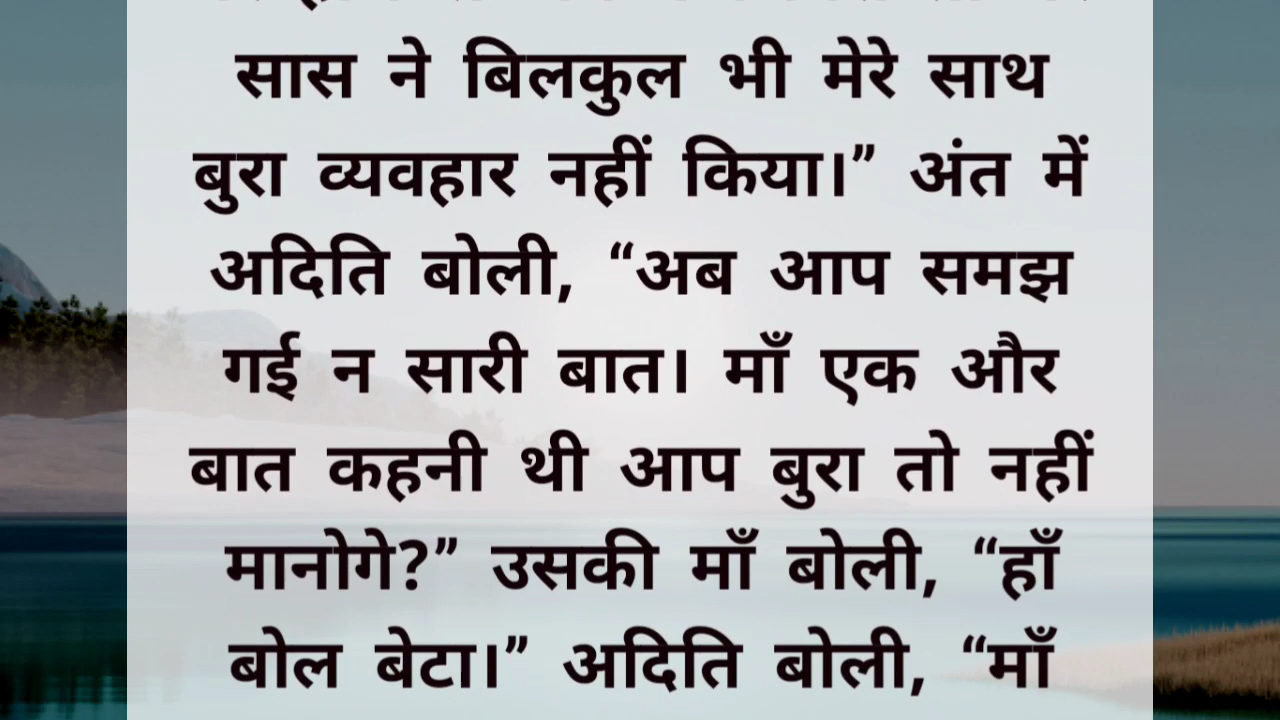 सास ने बिलकुल भी मेरे साथ
बुरा व्यवहार नहीं किया।” अंत में
अदिति बोली, “अब आप समझ
गई न सारी बात। माँ एक और
बात कहनी थी आप बुरा तो नहीं
मानोगे?” उसकी माँ बोली, “हाँ
बोल बेटा।” अदिति बोली, “माँ